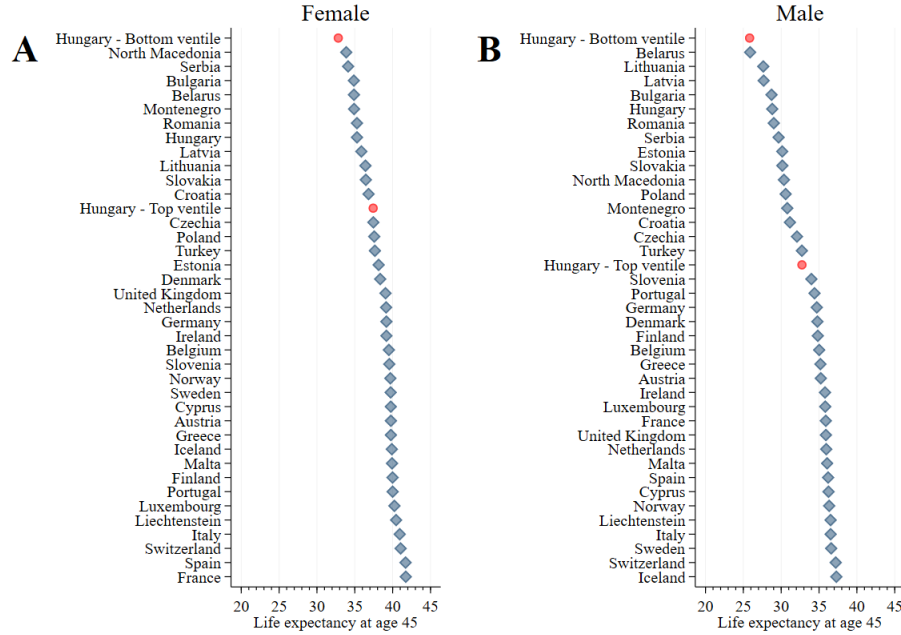 Female
A
Hungary - Bottom ventile
North Macedonia
Serbia
Bulgaria
Belarus
Montenegro
Romania
Hungary
Latvia
Lithuania
Slovakia
Croatia
Hungary - Top ventile
Czechia
Poland
Turkey
Estonia
Denmark
United Kingdom
Netherlands
Germany
Ireland
Belgium
Slovenia
Norway
Sweden
Cyprus
Austria
Greece
Iceland
Malta
Finland
Portugal
Luxembourg
Liechtenstein
Italy
Switzerland
Spain
France
20 25 30 35 40 45
Life expectancy at age 45
Male
B
Hungary - Bottom ventile
Belarus
Lithuania
Latvia
Bulgaria
Hungary
Romania
Serbia
Estonia
Slovakia
North Macedonia
Poland
Montenegro
Croatia
Czechia
Turkey
Hungary - Top ventile
Slovenia
Portugal
Germany
Denmark
Finland
Belgium
Greece
Austria
Ireland
Luxembourg
France
United Kingdom
Netherlands
Malta
Spain
Cyprus
Norway
Liechtenstein
Italy
Sweden
Switzerland
Iceland
20 25 30 35 40 45
Life expectancy at age 45